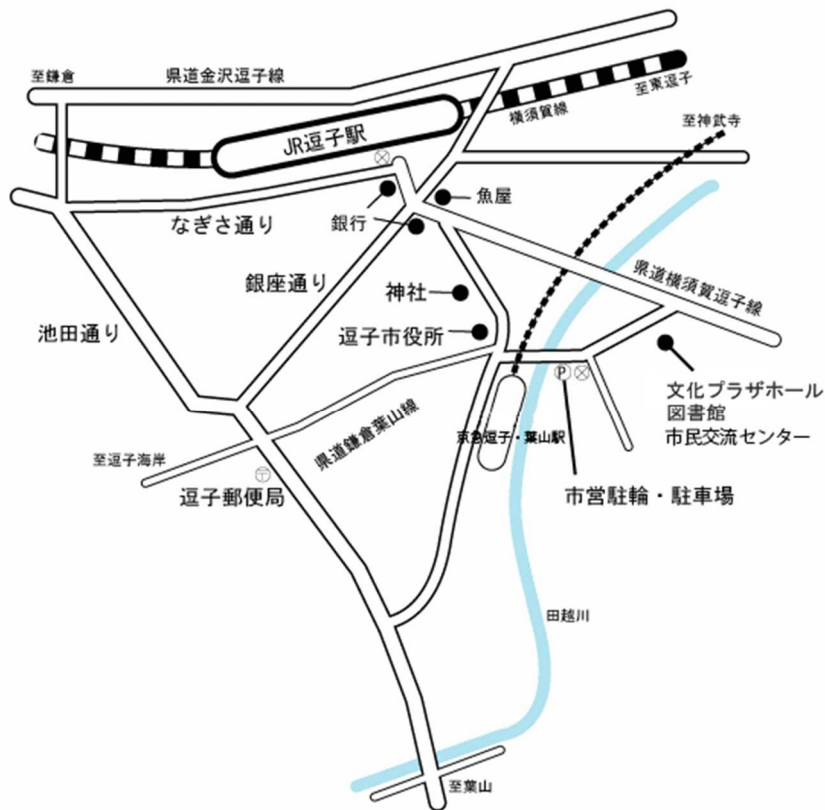 至鎌倉
県道金沢逗子線
至東逗子
横須賀線
JR逗子駅
至神武寺
魚屋
銀行
なぎさ通り
銀座通り
神社
県道横須賀逗子線
池田通り
逗子市役所
文化プラザホール
図書館
市民交流センター
京急逗子・葉山駅
県道鎌倉葉山線
至逗子海岸
P
〒
逗子郵便局
市営駐輪・駐車場
田越川
至葉山